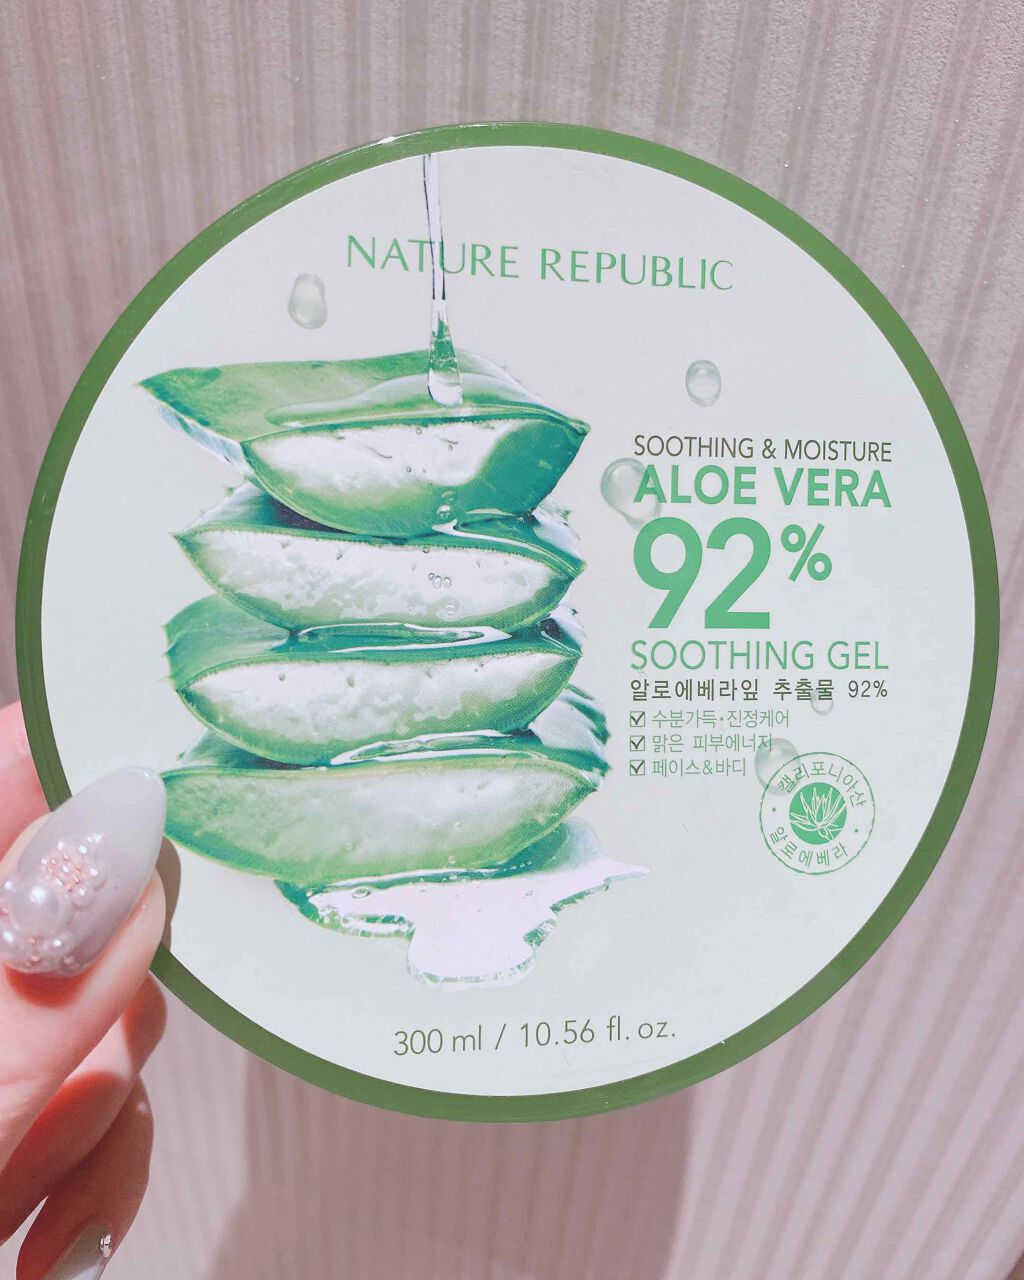 NATURE REPUBLIC
SOOTHING & MOISTURE
ALOE VERA
92%
SOOTHING GEL
알로에베라잎 추출물 92%
수분가득·진정케어
맑은 피부에너지
페이스&바디
캘리포니아산
알로에베라
300 ml / 10.56 fl. oz.